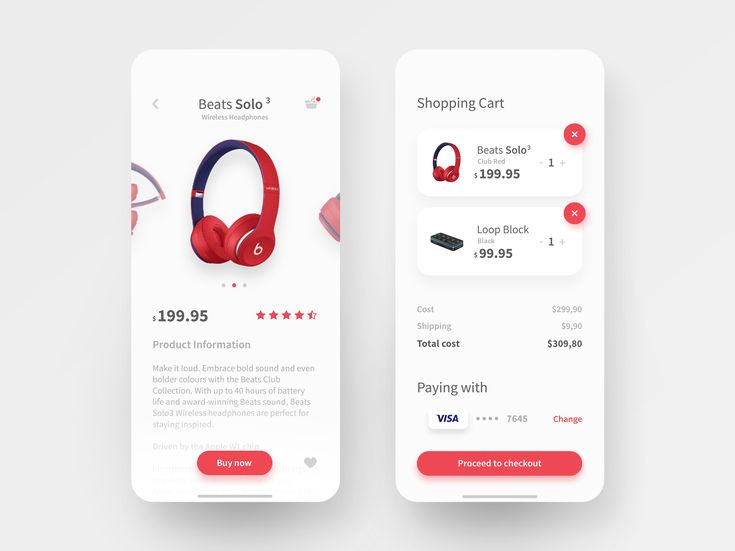 Beats Solo 3
Wireless Headphones
$ 199.95
Product Information
Make it loud. Embrace bold sound and even
bolder colours with the Beats Club
Collection. With up to 40 hours of battery
life and award-winning Beats sound, Beats
Solo3 Wireless headphones are perfect for
staying inspired.
Driven by the Apple W1 chip
Buy now
Shopping Cart
Beats Solo3
Club Red
- 1 +
$ 199.95
Loop Block
Black
- 1 +
$ 99.95
Cost $299,90
Shipping $9,90
Total cost $309,80
Paying with
VISA •••• 7645 Change
Proceed to checkout